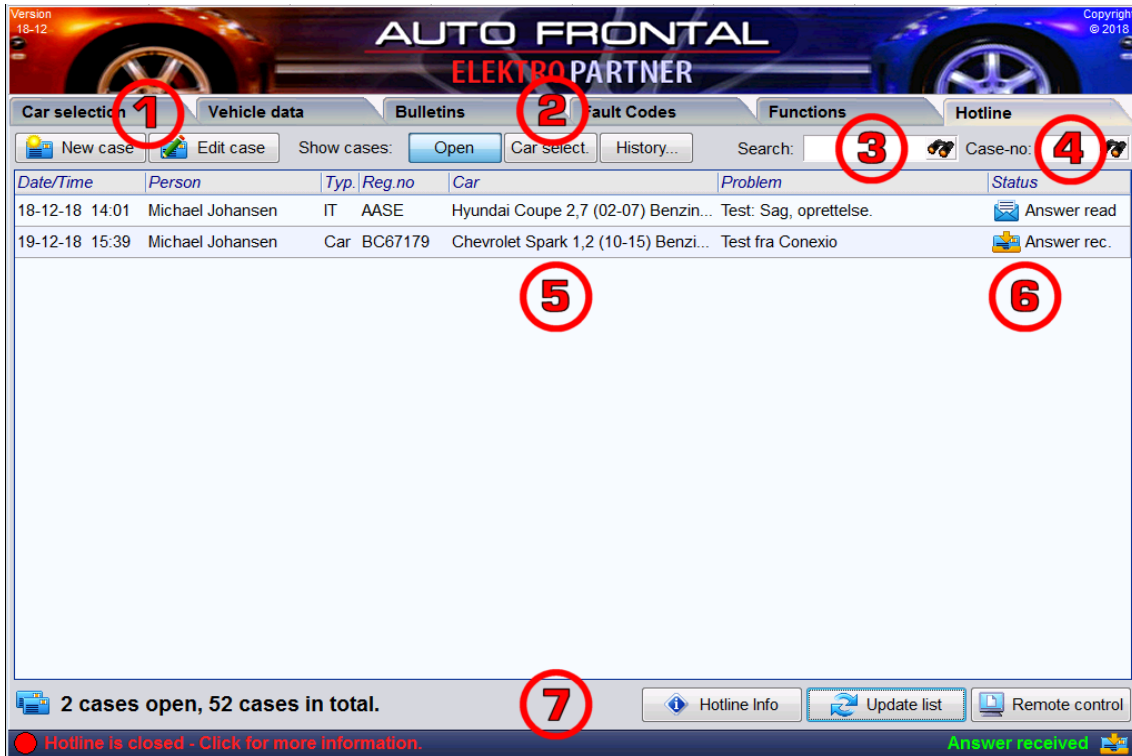 Version
18-12
Copyright
© 2018
AUTO FRONTAL
ELEKTROPARTNER
Car selection 1 Vehicle data Bulletins 2 Fault Codes Functions Hotline
New case Edit case Show cases: Open Car select. History... Search: 3 Case-no: 4
Date/Time Person Typ. Reg.no Car Problem Status
18-12-18 14:01 Michael Johansen IT AASE Hyundai Coupe 2,7 (02-07) Benzin... Test: Sag, oprettelse. Answer read
19-12-18 15:39 Michael Johansen Car BC67179 Chevrolet Spark 1,2 (10-15) Benzi... Test fra Conexio Answer rec.
5 6
2 cases open, 52 cases in total. 7 Hotline Info Update list Remote control
Hotline is closed - Click for more information. Answer received